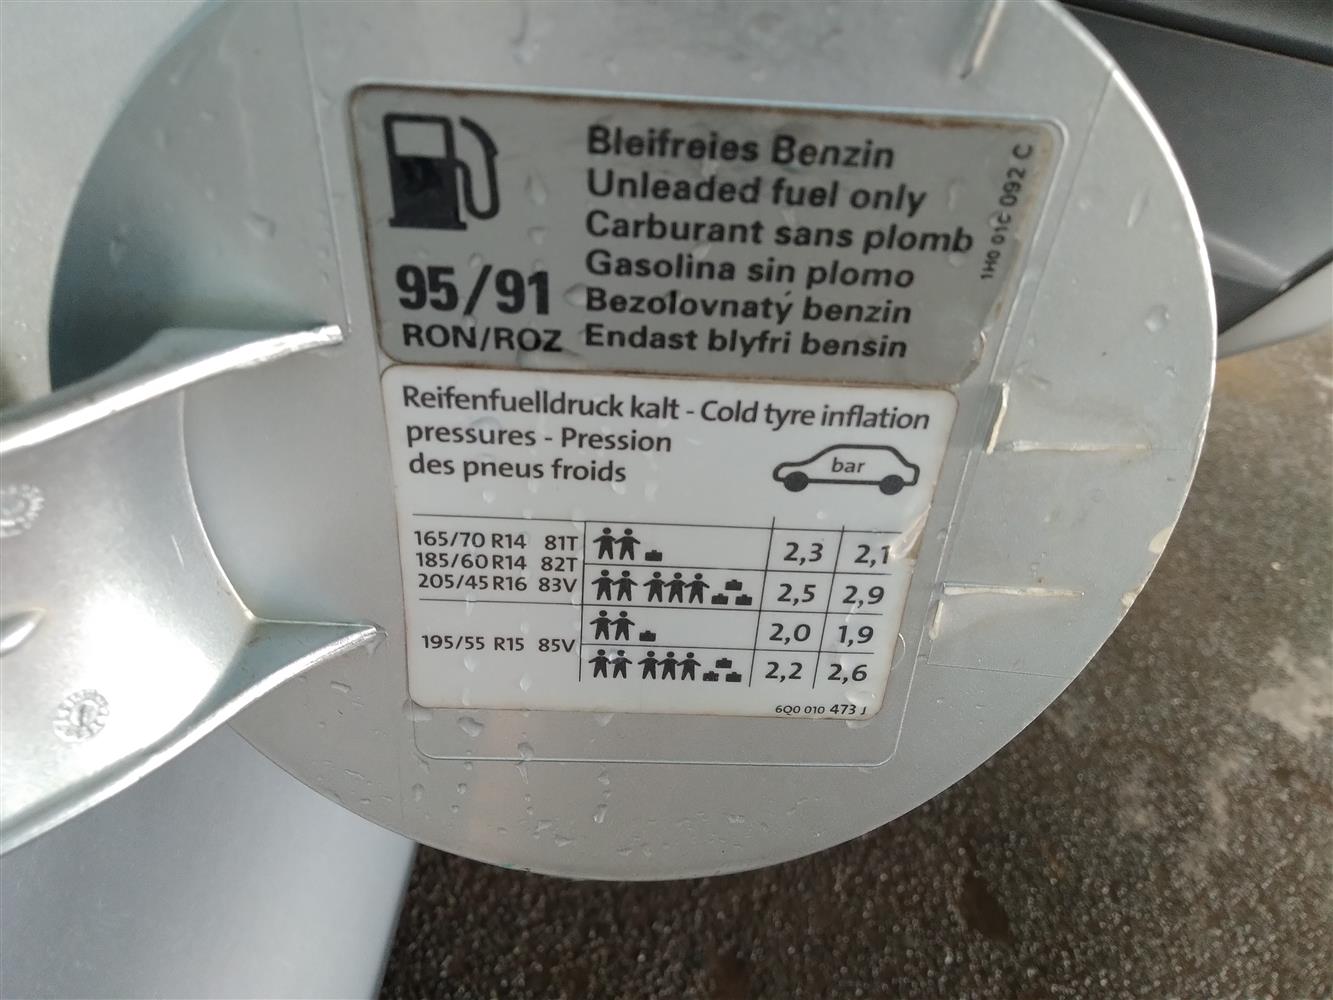 Bleifreies Benzin
Unleaded fuel only
Carburant sans plomb
Gasolina sin plomo
Bezolovnatý benzin
Endast blyfri bensin
95/91
RON/ROZ
1H0 010 092 C
Reifenfuelldruck kalt - Cold tyre inflation
pressures - Pression
des pneus froids
bar
165/70 R14 81T
185/60 R14 82T
205/45 R16 83V
2,3 2,1
2,5 2,9
195/55 R15 85V
2,0 1,9
2,2 2,6
6Q0 010 473 J